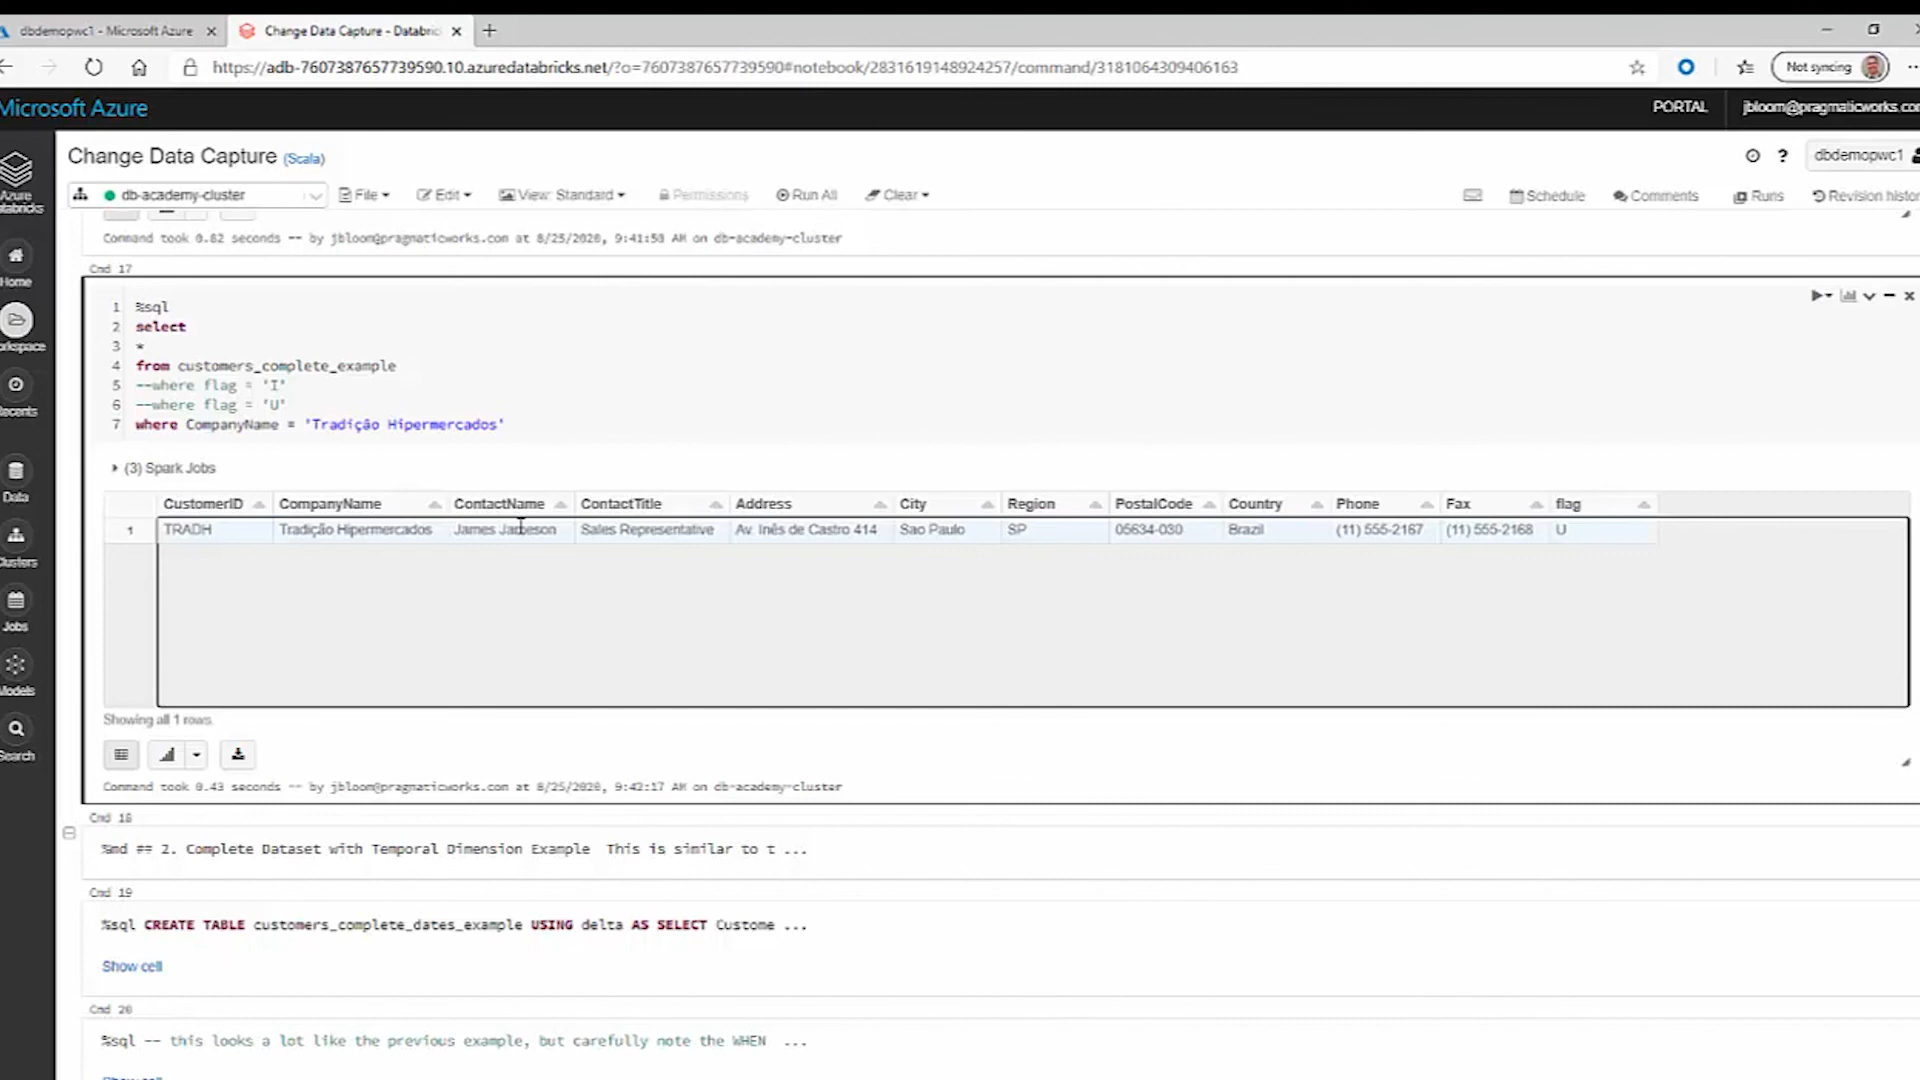 dbdemopwc1 - Microsoft Azure
Change Data Capture - Databric
https://adb-7607387657739590.10.azuredatabricks.net/?o=7607387657739590#notebook/2831619148924257/command/3181064309406163
Not syncing
Microsoft Azure
PORTAL
jbloom@pragmaticworks.com
Change Data Capture (Scala)
? dbdemopwc1
db-academy-cluster
File
Edit
View: Standard
Permissions
Run All
Clear
Schedule
Comments
Runs
Revision histor
Azure
Databricks
Home
orkspace
Recents
Data
Clusters
Jobs
Models
Search
Command took 0.82 seconds -- by jbloom@pragmaticworks.com at 8/25/2020, 9:41:50 AM on db-academy-cluster
Cmd 17
1 %sql
2 select
3 *
4 from customers_complete_example
5 --where flag = 'I'
6 --where flag = 'U'
7 where CompanyName = 'Tradição Hipermercados'
(3) Spark Jobs
CustomerID CompanyName ContactName ContactTitle Address City Region PostalCode Country Phone Fax flag
1 TRADH Tradição Hipermercados James Jameson Sales Representative Av. Inês de Castro 414 Sao Paulo SP 05634-030 Brazil (11) 555-2167 (11) 555-2168 U
Showing all 1 rows.
Command took 0.43 seconds -- by jbloom@pragmaticworks.com at 8/25/2020, 9:42:17 AM on db-academy-cluster
Cmd 18
%md ## 2. Complete Dataset with Temporal Dimension Example This is similar to t ...
Cmd 19
%sql CREATE TABLE customers_complete_dates_example USING delta AS SELECT Custome ...
Show cell
Cmd 20
%sql -- this looks a lot like the previous example, but carefully note the WHEN ...
Show cell